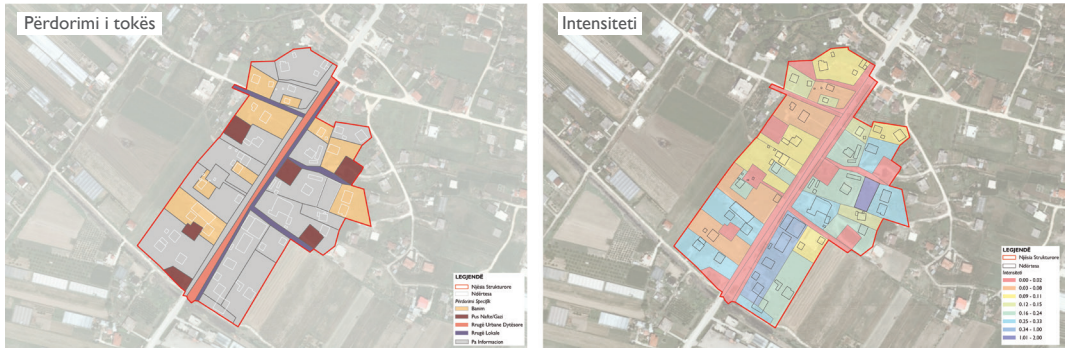 Përdorimi i tokës
LEGJENDË
Njësia Strukturore
Ndërtesa
Përdorimi Specifik
Banim
Pus Nafte/Gazi
Rrugë Urbane Dytësore
Rrugë Lokale
Pa Informacion
Intensiteti
LEGJENDË
Njësia Strukturore
Ndërtesa
Intensiteti
0.00 - 0.02
0.03 - 0.08
0.09 - 0.11
0.12 - 0.15
0.16 - 0.24
0.25 - 0.33
0.34 - 1.00
1.01 - 2.00